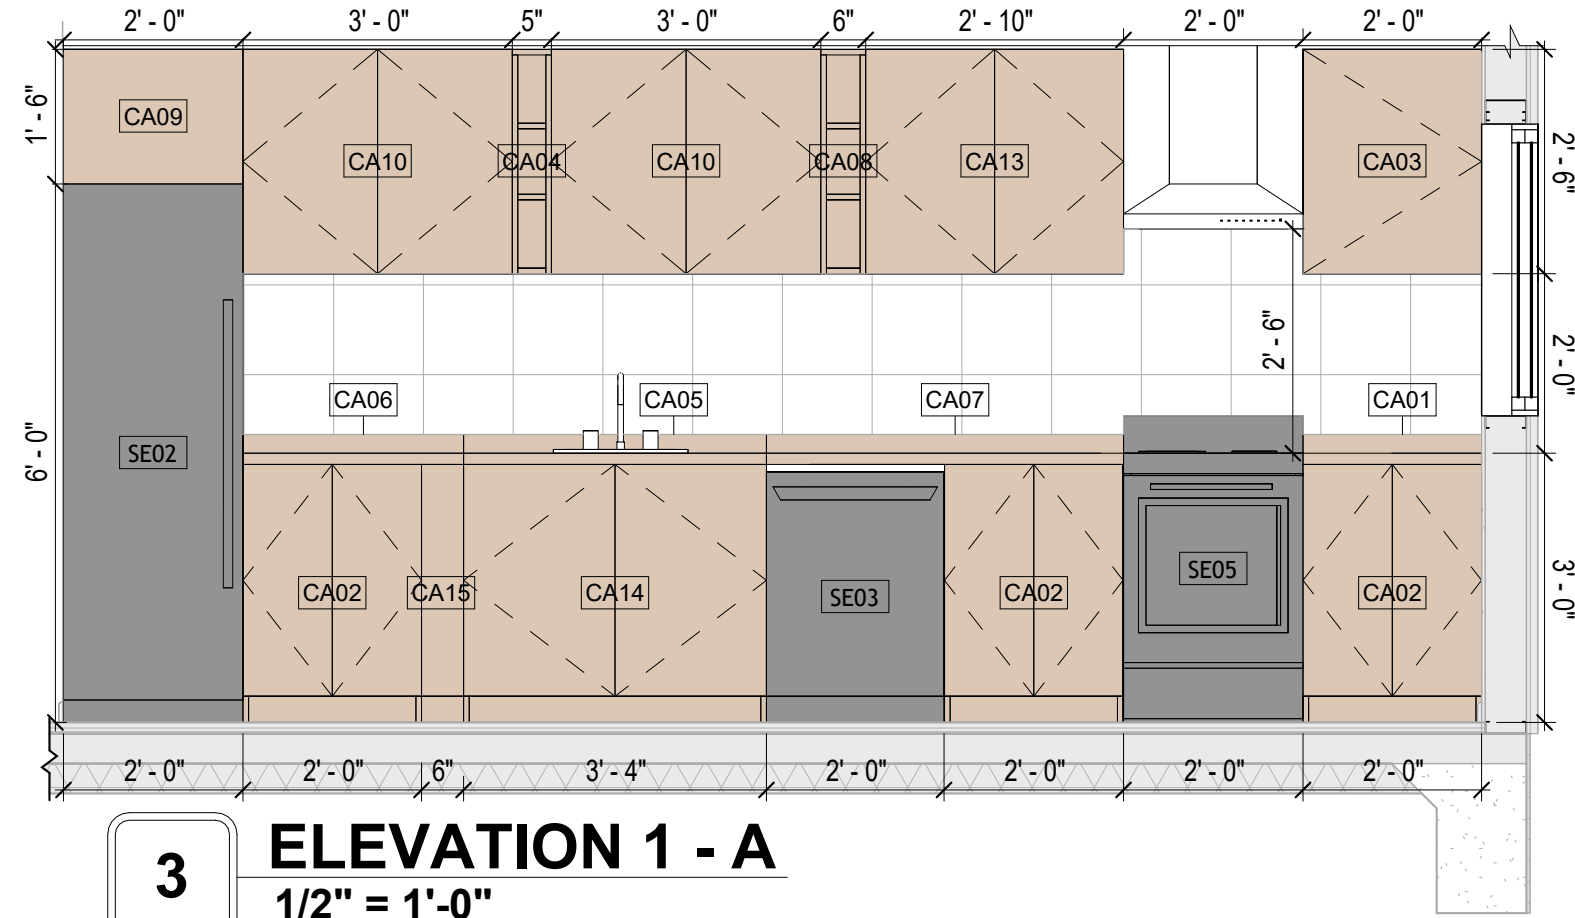 2' - 0" 3' - 0" 5" 3' - 0" 6" 2' - 10" 2' - 0" 2' - 0"
1' - 6"
CA09
CA10 CA04 CA10 CA08 CA13 CA03
2' - 6"
2' - 6"
2' - 0"
CA06 CA05 CA07 CA01
6' - 0"
SE02
SE05
3' - 0"
CA02 CA15 CA14 SE03 CA02 CA02
2' - 0" 2' - 0" 6" 3' - 4" 2' - 0" 2' - 0" 2' - 0" 2' - 0"
3
ELEVATION 1 - A
1/2" = 1'-0"